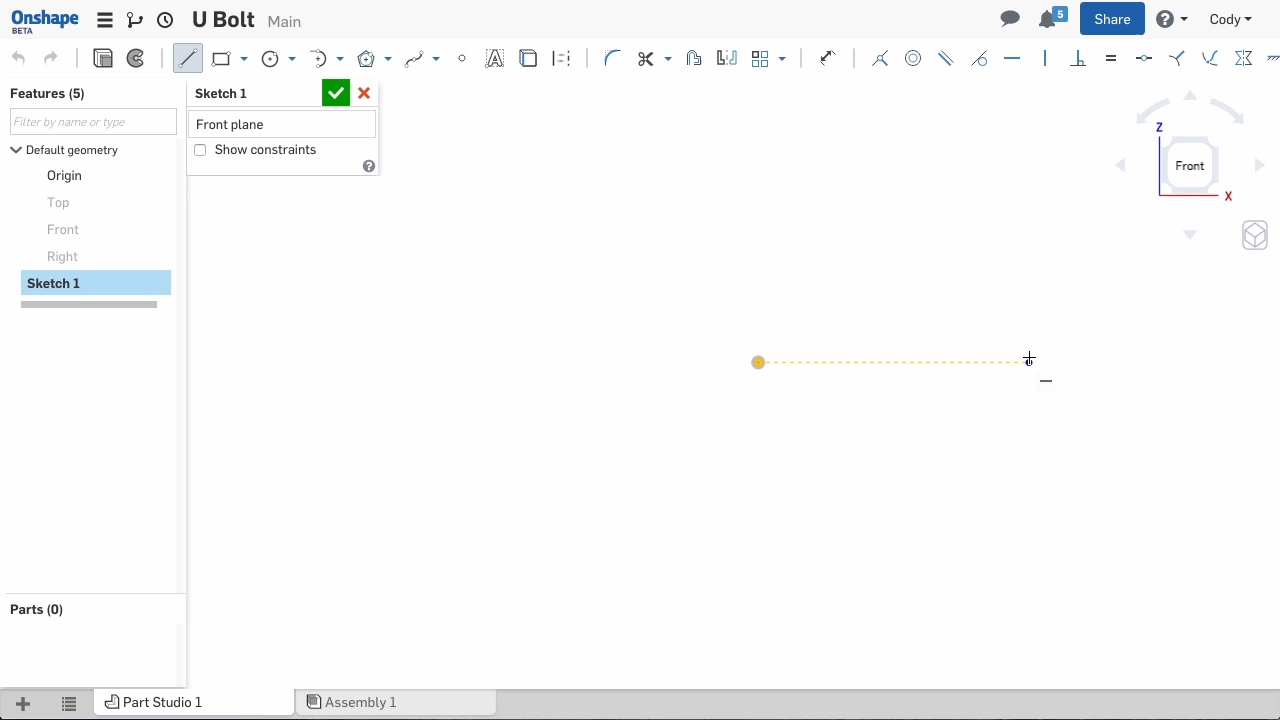 Onshape
BETA
U Bolt Main
5
Share
Cody
Features (5)
Filter by name or type
Default geometry
Origin
Top
Front
Right
Sketch 1
Sketch 1
Front plane
Show constraints
Z
Front
X
Parts (0)
Part Studio 1
Assembly 1